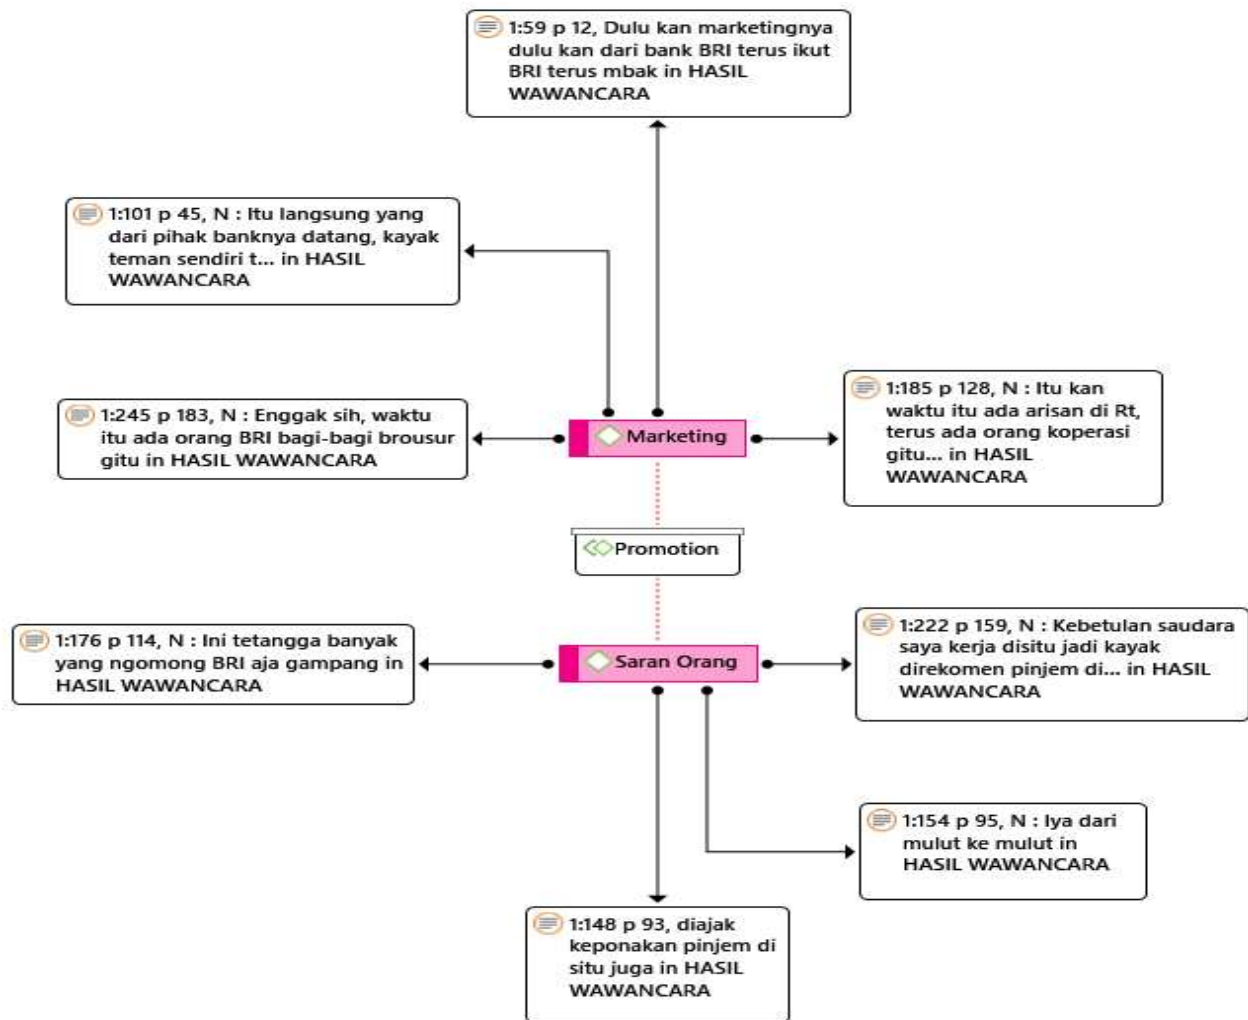 1:59 p 12, Dulu kan marketingnya
dulu kan dari bank BRI terus ikut
BRI terus mbak in HASIL
WAWANCARA
1:101 p 45, N : Itu langsung yang
dari pihak banknya datang, kayak
teman sendiri t... in HASIL
WAWANCARA
1:245 p 183, N : Enggak sih, waktu
itu ada orang BRI bagi-bagi brousur
gitu in HASIL WAWANCARA
Marketing
1:185 p 128, N : Itu kan
waktu itu ada arisan di Rt,
terus ada orang koperasi
gitu... in HASIL
WAWANCARA
Promotion
1:176 p 114, N : Ini tetangga banyak
yang ngomong BRI aja gampang in
HASIL WAWANCARA
Saran Orang
1:222 p 159, N : Kebetulan saudara
saya kerja disitu jadi kayak
direkomen pinjem di... in HASIL
WAWANCARA
1:154 p 95, N : Iya dari
mulut ke mulut in
HASIL WAWANCARA
1:148 p 93, diajak
keponakan pinjem di
situ juga in HASIL
WAWANCARA